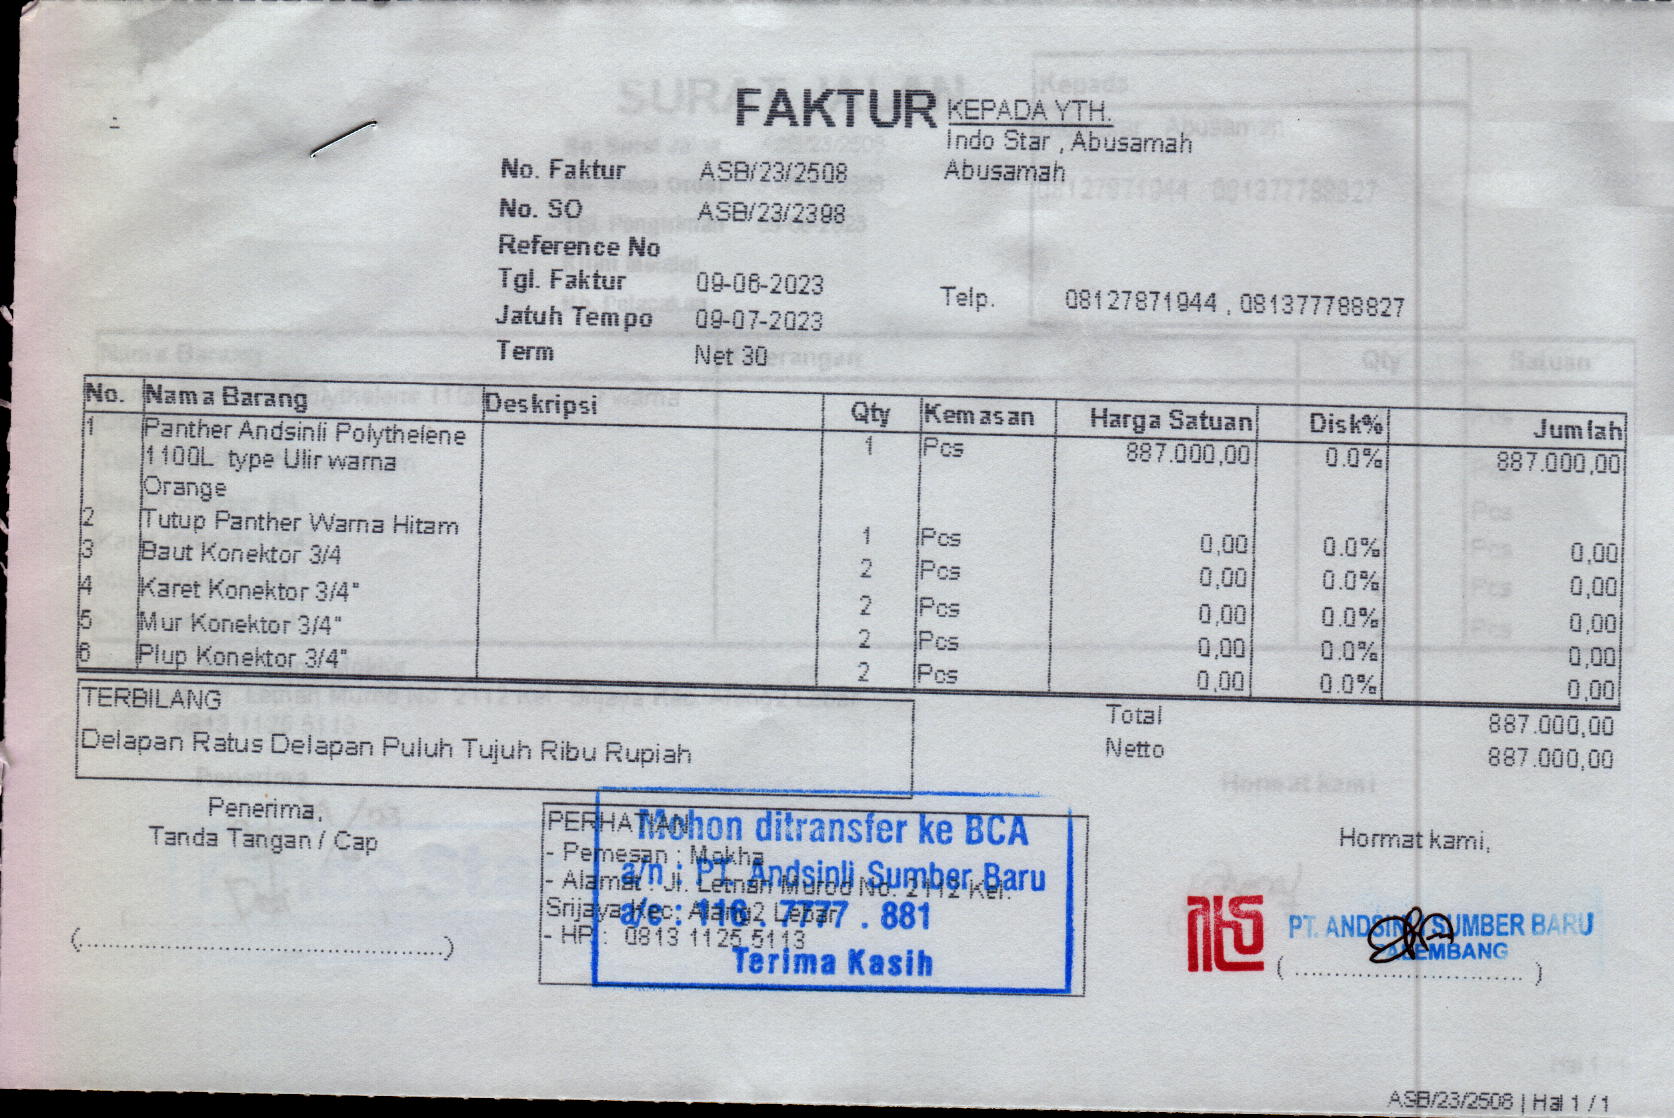 FAKTUR
KEPADA YTH.
Indo Star , Abusamah
Abusamah
No. Faktur ASB/23/2508
No. SO ASB/23/2398
Reference No
Tgl. Faktur 09-06-2023
Jatuh Tempo 09-07-2023
Term Net 30
Telp. 08127871944 , 081377788827
No. Nama Barang Deskripsi Qty Kemasan Harga Satuan Disk% Jumlah
1 Panther Andsinli Polythelene 1 Pcs 887.000,00 0.0% 887.000,00
1100L type Ulir warna
Orange
2 Tutup Panther Warna Hitam 1 Pcs 0,00 0.0% 0,00
3 Baut Konektor 3/4 2 Pcs 0,00 0.0% 0,00
4 Karet Konektor 3/4" 2 Pcs 0,00 0.0% 0,00
5 Mur Konektor 3/4" 2 Pcs 0,00 0.0% 0,00
6 Plup Konektor 3/4" 2 Pcs 0,00 0.0% 0,00
TERBILANG
Delapan Ratus Delapan Puluh Tujuh Ribu Rupiah
Total 887.000,00
Netto 887.000,00
Penerima,
Tanda Tangan / Cap
(.................................................)
PERHATIAN
- Pemesan : Mokha
- Alamat : Jl. Letnan Murod No. 2112 Kel.
Srijaya Kec. Alang2 Lebar
- HP : 0813 1125 5113
Mohon ditransfer ke BCA
a/n : PT. Andsinli Sumber Baru
a/c : 116 . 7777 . 881
Terima Kasih
Hormat kami,
PT. ANDSINLI SUMBER BARU
PALEMBANG
( ............................... )
ASB/23/2508 | Hal 1 / 1